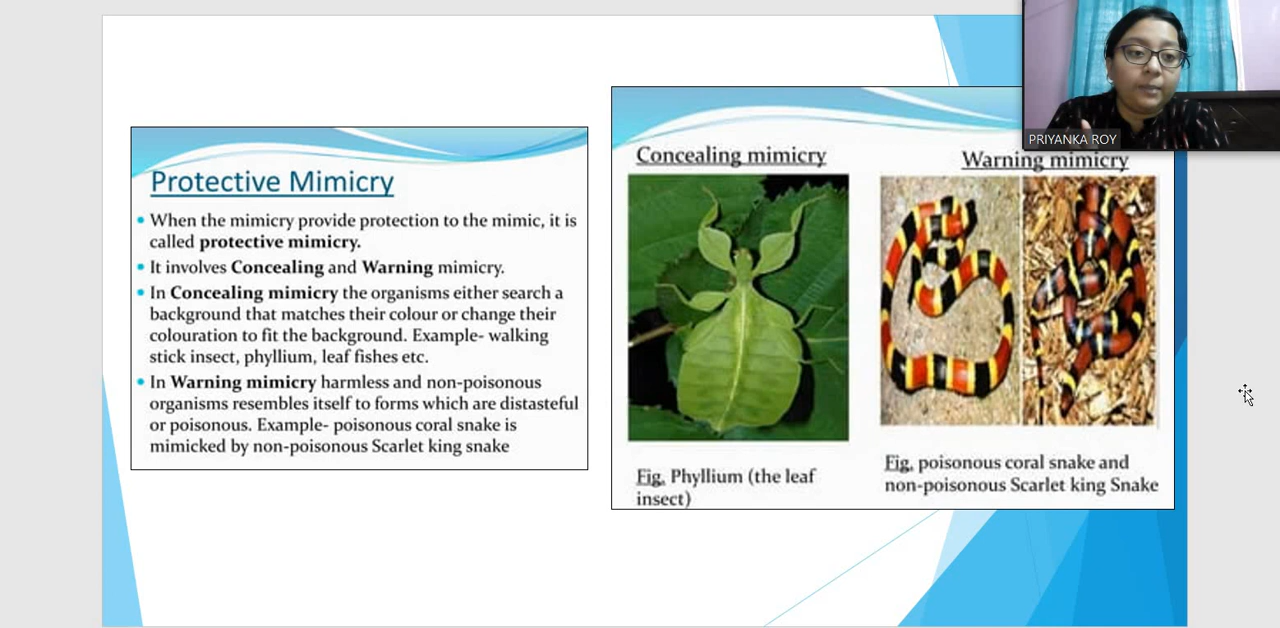 PRIYANKA ROY
Protective Mimicry
When the mimicry provide protection to the mimic, it is
called protective mimicry.
It involves Concealing and Warning mimicry.
In Concealing mimicry the organisms either search a
background that matches their colour or change their
colouration to fit the background. Example- walking
stick insect, phyllium, leaf fishes etc.
In Warning mimicry harmless and non-poisonous
organisms resembles itself to forms which are distasteful
or poisonous. Example- poisonous coral snake is
mimicked by non-poisonous Scarlet king snake
Concealing mimicry
Fig. Phyllium (the leaf
insect)
Warning mimicry
Fig. poisonous coral snake and
non-poisonous Scarlet king Snake